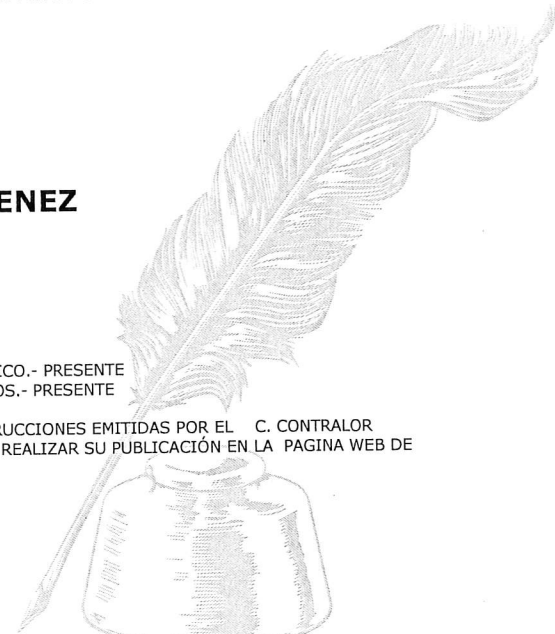 ENEZ
CO.- PRESENTE
OS.- PRESENTE
RUCCIONES EMITIDAS POR EL C. CONTRALOR
REALIZAR SU PUBLICACIÓN EN LA PAGINA WEB DE